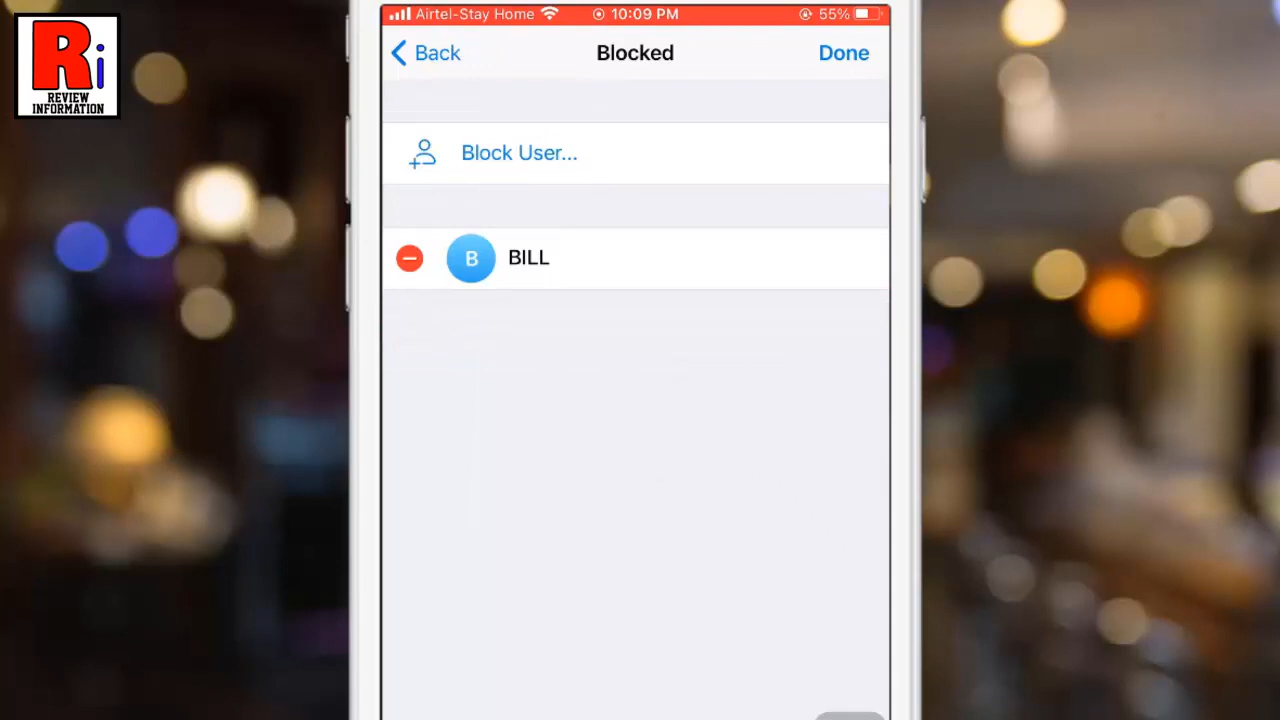 Ri
REVIEW
INFORMATION
Airtel-Stay Home 10:09 PM 55%
Back Blocked Done
Block User...
B BILL